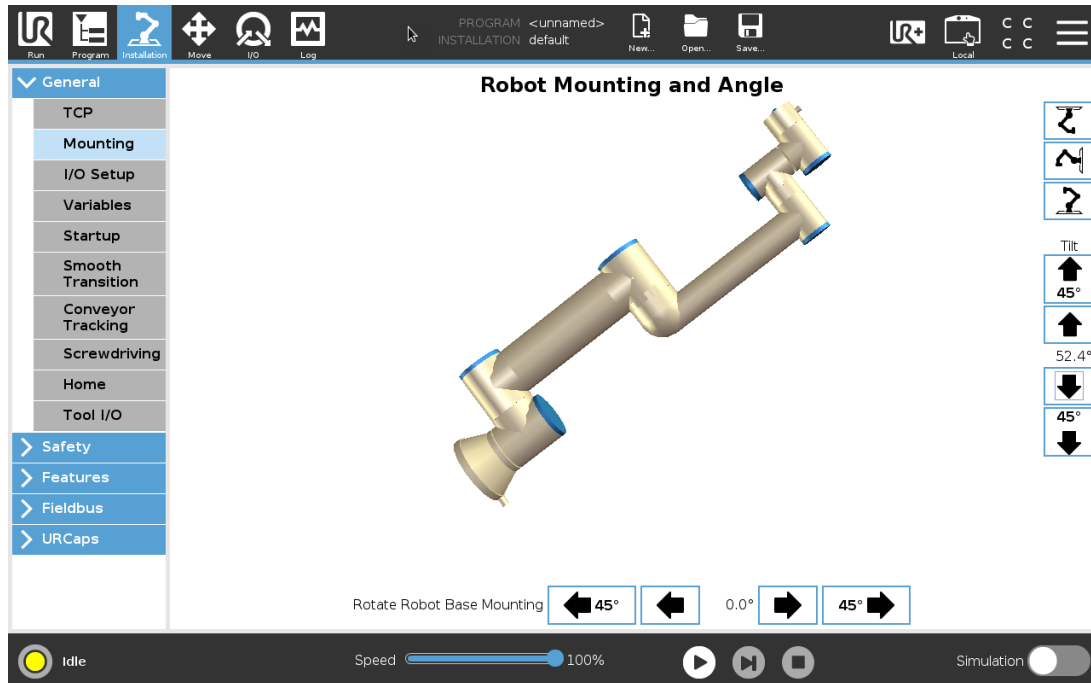 UR
Run
Program
Installation
Move
I/O
Log
PROGRAM <unnamed>
INSTALLATION default
New...
Open...
Save...
UR+
Local
C C
C C
General
TCP
Mounting
I/O Setup
Variables
Startup
Smooth
Transition
Conveyor
Tracking
Screwdriving
Home
Tool I/O
Safety
Features
Fieldbus
URCaps
Robot Mounting and Angle
Tilt
45°
52.4°
45°
Rotate Robot Base Mounting
45°
0.0°
45°
Idle
Speed
100%
Simulation